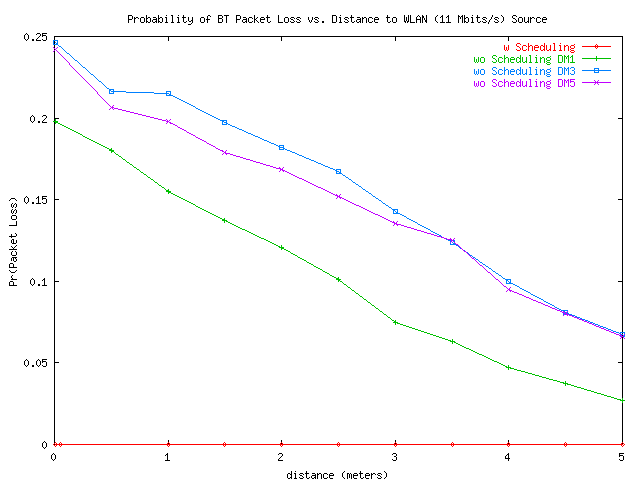 Probability of BT Packet Loss vs. Distance to WLAN (11 Mbits/s) Source
w Scheduling
wo Scheduling DM1
wo Scheduling DM3
wo Scheduling DM5
0.25
0.2
0.15
0.1
0.05
0
Pr(Packet Loss)
0 1 2 3 4 5
distance (meters)